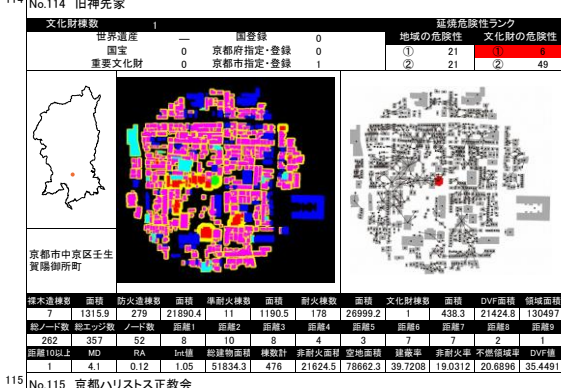 114 No.114 旧神先家
文化財棟数 1 延焼危険性ランク
世界遺産 — 国登録 0 地域の危険性 文化財の危険性
国宝 0 京都府指定・登録 0 ① 21 ① 6
重要文化財 0 京都市指定・登録 1 ② 21 ② 49
京都市中京区壬生
賀陽御所町
裸木造棟数 面積 防火造棟数 面積 準耐火棟数 面積 耐火棟数 面積 文化財棟数 面積 DVF面積 領域面積
7 1315.9 279 21890.4 11 1190.5 178 26999.2 1 438.3 21424.8 130497
総ノード数 総エッジ数 ノード数 距離1 距離2 距離3 距離4 距離5 距離6 距離7 距離8 距離9
262 357 52 8 10 8 4 3 7 7 2 1
距離10以上 MD RA Int値 総建物面積 棟数計 非耐火面積 空地面積 建蔽率 非耐火率 不燃領域率 DVF値
1 4.1 0.12 1.05 51834.3 476 21624.5 78662.3 39.7208 19.0312 20.6896 35.4491
115 No.115 京都ハリストス正教会